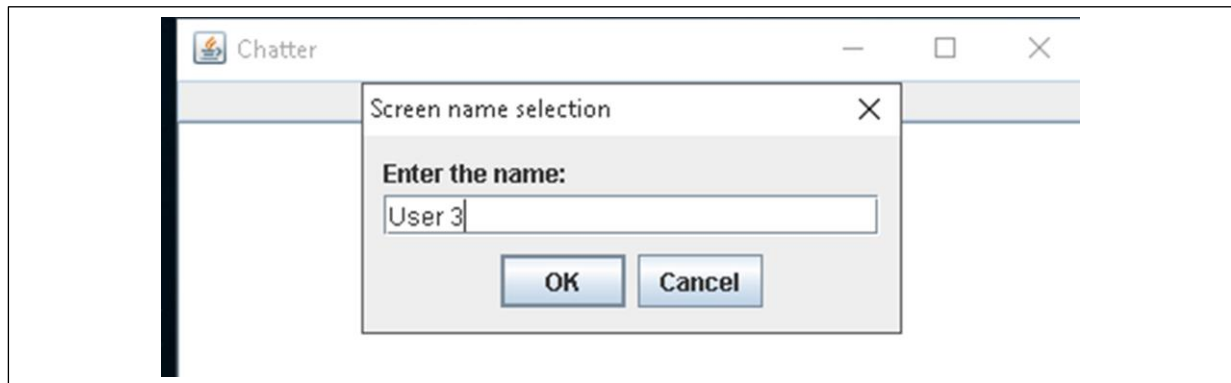 Chatter
Screen name selection
Enter the name:
User 3
OK Cancel